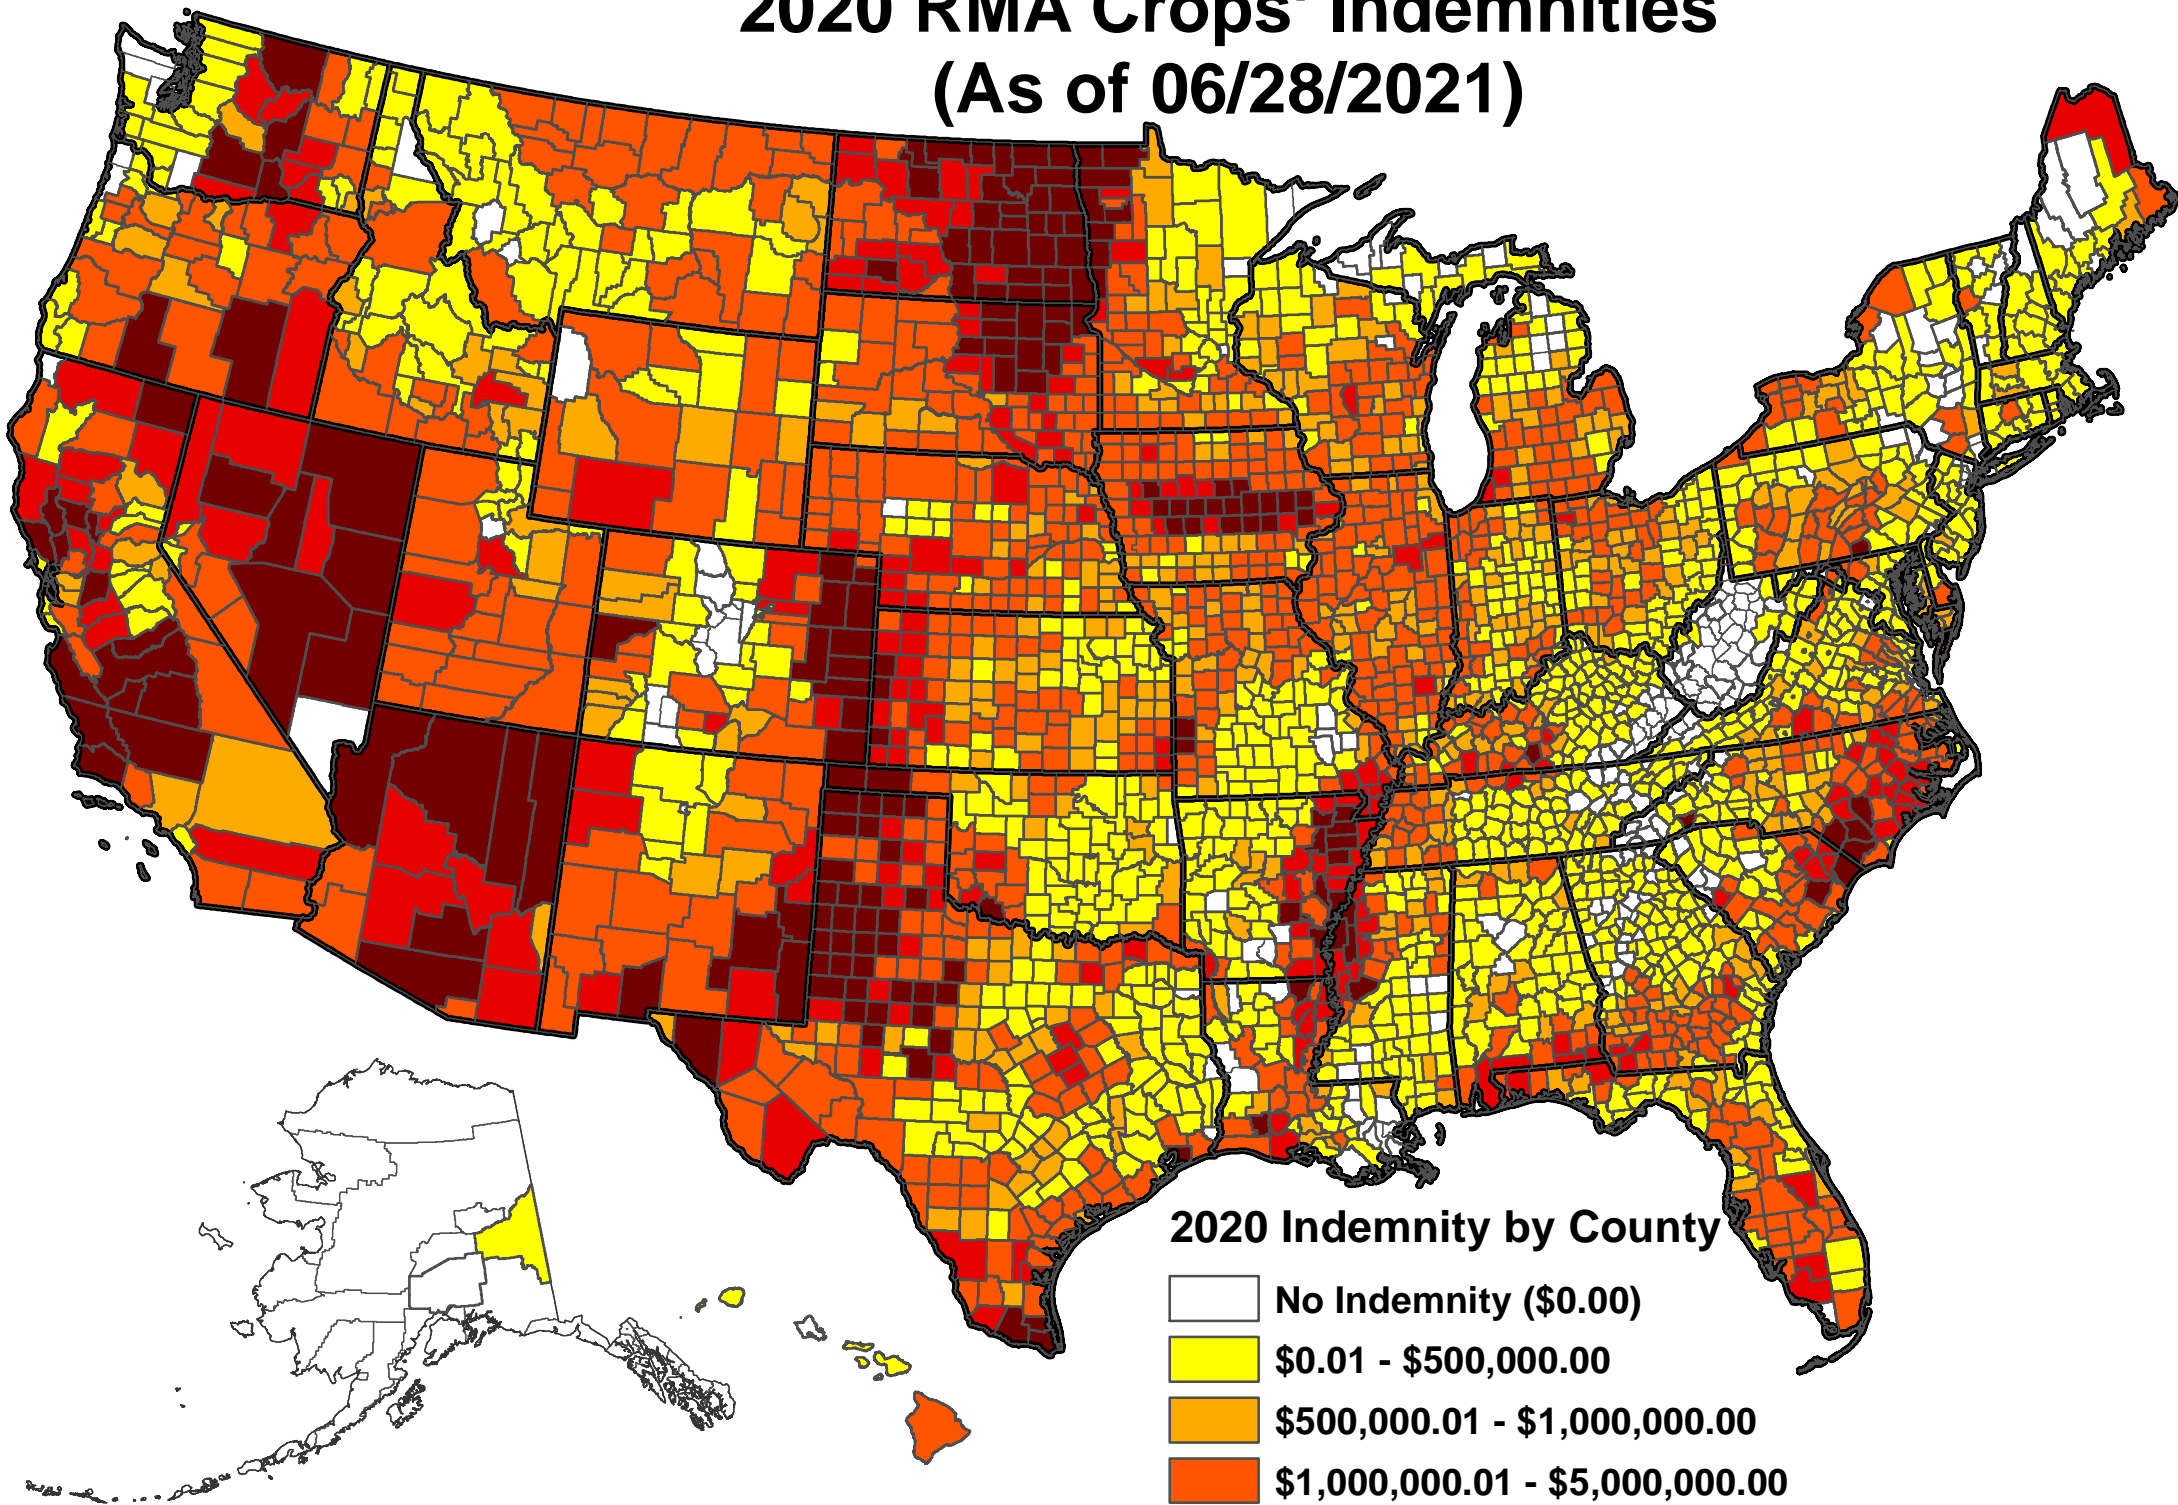 2020 RMA Crops' Indemnities
(As of 06/28/2021)
2020 Indemnity by County
No Indemnity ($0.00)
$0.01 - $500,000.00
$500,000.01 - $1,000,000.00
$1,000,000.01 - $5,000,000.00